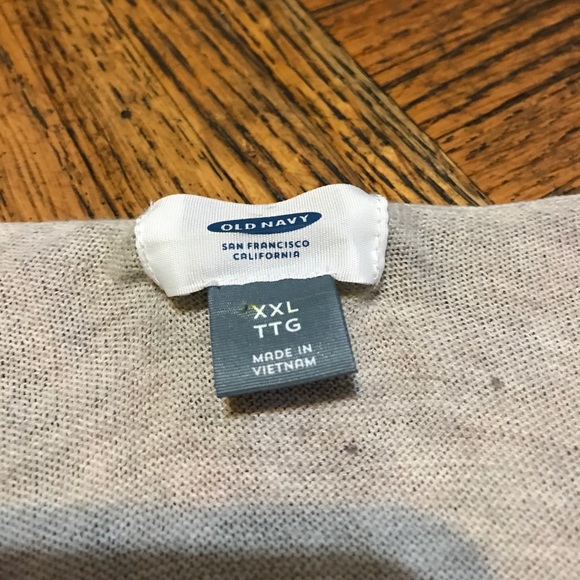 OLD NAVY
SAN FRANCISCO
CALIFORNIA
XXL
TTG
MADE IN
VIETNAM